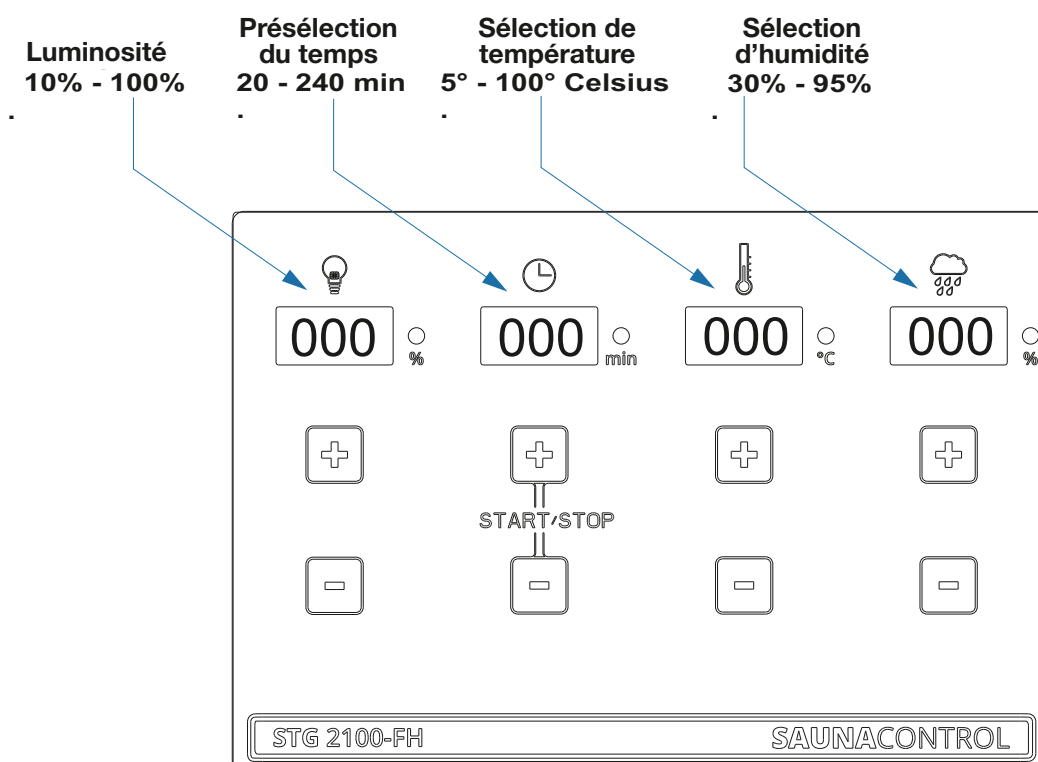 Luminosité
10% - 100%
.
Présélection
du temps
20 - 240 min
.
Sélection de
température
5° - 100° Celsius
.
Sélection
d'humidité
30% - 95%
.
000 %
000 min
000 °C
000 %
+ + + +
START/STOP
- - - -
STG 2100-FH SAUNACONTROL